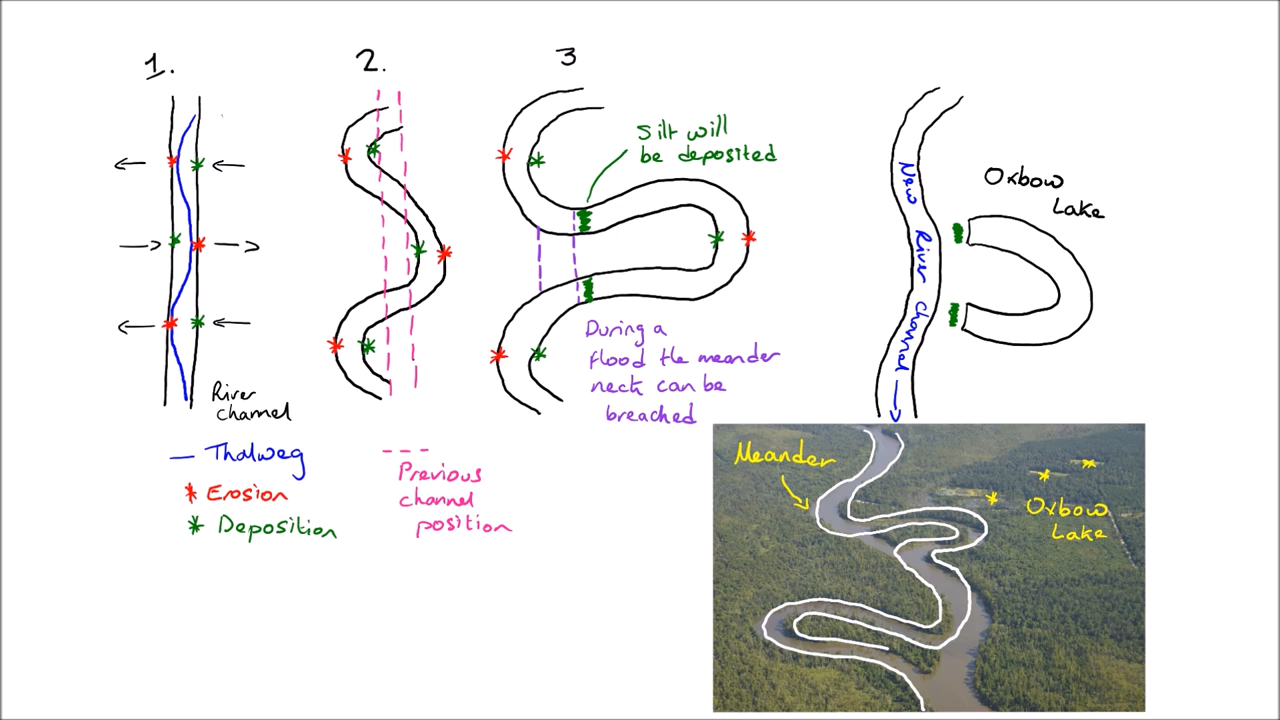 1.
2.
3
Silt will
be deposited
Oxbow
Lake
New River Channel
River
channel
Thalweg
Erosion
Deposition
Previous
channel
position
During a
flood the meander
neck can be
breached
Meander
Oxbow
Lake